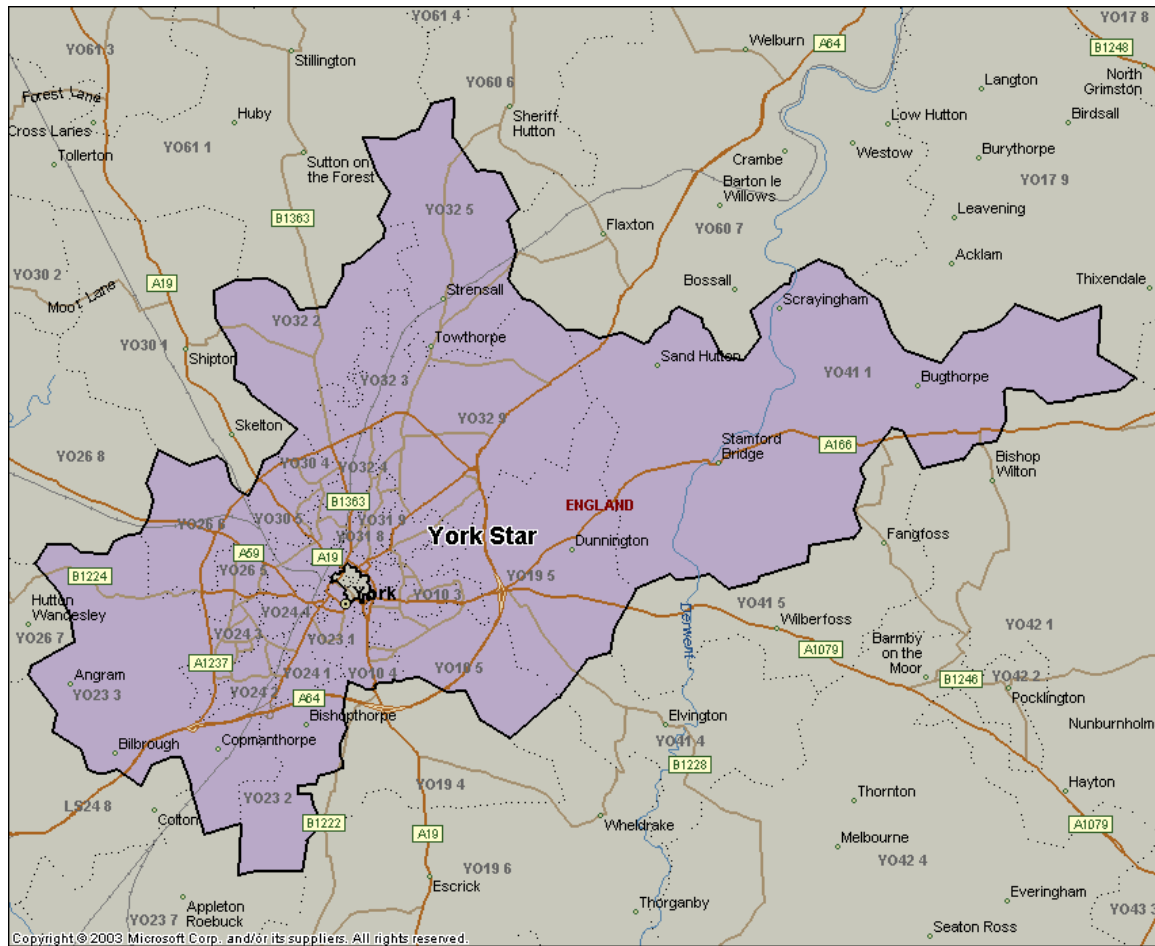 YO61 4
YO17 8
YO61 3
Stillington
Welburn
A64
B1248
North
Grimston
YO60 6
Langton
Forest Lane
Cross Lanes
Huby
Sheriff
Hutton
Low Hutton
Birdsall
Tollerton
YO61 1
Sutton on
the Forest
Crambe
Westow
Burythorpe
YO17 9
Barton le
Willows
B1363
YO32 5
Flaxton
YO60 7
Leavening
Acklam
YO30 2
Moot Lane
A19
Strensall
Bossall
Scrayingham
Thixendale
YO32 2
YO30 1
Shipton
Towthorpe
Sand Hutton
YO41 1
Bugthorpe
YO32 3
Skelton
YO32 9
Stamford
Bridge
A166
Bishop
Wilton
YO26 8
YO30 4
YO32 4
B1363
ENGLAND
YO26 6
YO30 5
YO31 9
YO31 8
York Star
Dunnington
Fangfoss
A59
A19
B1224
YO26 5
YO19 5
York
YO10 3
Hutton
Wandesley
YO24 4
Derwent
YO41 5
Wilberfoss
YO26 7
YO24 3
YO23 1
YO42 1
Barmby
on the
Moor
A1079
A1237
YO24 1
YO10 4
YO10 5
Angram
YO23 3
YO24 2
A64
B1246
YO42 2
Pocklington
Bishopthorpe
Elvington
Nunburnholm
Bilbrough
Copmanthorpe
YO41 4
B1228
YO19 4
Hayton
LS24 8
YO23 2
Colton
B1222
A19
Wheldrake
Thornton
A1079
Melbourne
YO42 4
YO19 6
Escrick
Everingham
YO23 7
Appleton
Roebuck
Thorganby
YO43 3
Seaton Ross
Copyright © 2003 Microsoft Corp. and/or its suppliers. All rights reserved.